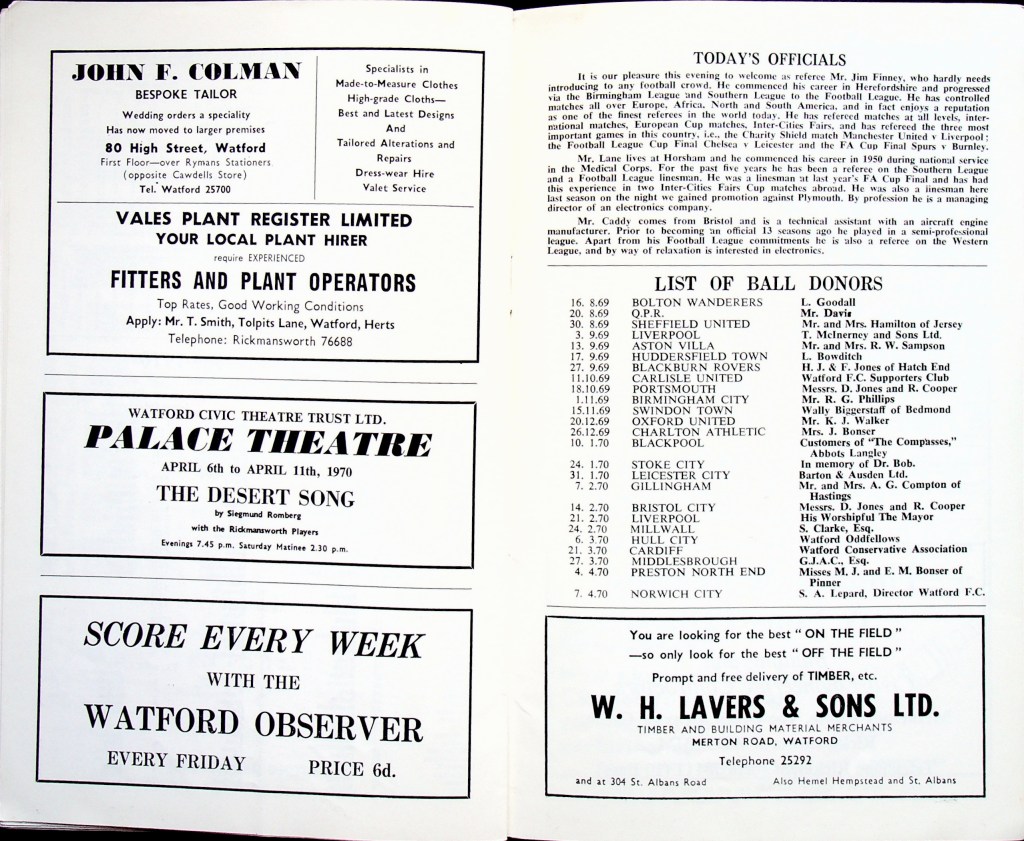 JOHN F. COLMAN
BESPOKE TAILOR
Wedding orders a speciality
Has now moved to larger premises
80 High Street, Watford
First Floor—over Rymans Stationers
(opposite Cawdells Store)
Tel. Watford 25700
Specialists in
Made-to-Measure Clothes
High-grade Cloths—
Best and Latest Designs
And
Tailored Alterations and
Repairs
Dress-wear Hire
Valet Service
VALES PLANT REGISTER LIMITED
YOUR LOCAL PLANT HIRER
require EXPERIENCED
FITTERS AND PLANT OPERATORS
Top Rates, Good Working Conditions
Apply: Mr. T. Smith, Tolpits Lane, Watford, Herts
Telephone: Rickmansworth 76688
WATFORD CIVIC THEATRE TRUST LTD.
PALACE THEATRE
APRIL 6th to APRIL 11th, 1970
THE DESERT SONG
by Siegmund Romberg
with the Rickmansworth Players
Evenings 7.45 p.m. Saturday Matinee 2.30 p.m.
SCORE EVERY WEEK
WITH THE
WATFORD OBSERVER
EVERY FRIDAY PRICE 6d.
TODAY'S OFFICIALS
It is our pleasure this evening to welcome as referee Mr. Jim Finney, who hardly needs
introducing to any football crowd. He commenced his career in Herefordshire and progressed
via the Birmingham League and Southern League to the Football League. He has controlled
matches all over Europe, Africa, North and South America, and in fact enjoys a reputation
as one of the finest referees in the world today. He has refereed matches at all levels, inter-
national matches, European Cup matches, Inter-Cities Fairs, and has refereed the three most
important games in this country, i.e., the Charity Shield match Manchester United v Liverpool;
the Football League Cup Final Chelsea v Leicester and the FA Cup Final Spurs v Burnley.
Mr. Lane lives at Horsham and he commenced his career in 1950 during national service
in the Medical Corps. For the past five years he has been a referee on the Southern League
and a Football League linesman. He was a linesman at last year's FA Cup Final and has had
this experience in two Inter-Cities Fairs Cup matches abroad. He was also a linesman here
last season on the night we gained promotion against Plymouth. By profession he is a managing
director of an electronics company.
Mr. Caddy comes from Bristol and is a technical assistant with an aircraft engine
manufacturer. Prior to becoming an official 13 seasons ago he played in a semi-professional
league. Apart from his Football League commitments he is also a referee on the Western
League, and by way of relaxation is interested in electronics.
LIST OF BALL DONORS
16. 8.69 BOLTON WANDERERS L. Goodall
20. 8.69 Q.P.R. Mr. Davis
30. 8.69 SHEFFIELD UNITED Mr. and Mrs. Hamilton of Jersey
3. 9.69 LIVERPOOL T. McInerney and Sons Ltd.
13. 9.69 ASTON VILLA Mr. and Mrs. R. W. Sampson
17. 9.69 HUDDERSFIELD TOWN L. Bowditch
27. 9.69 BLACKBURN ROVERS H. J. & F. Jones of Hatch End
11.10.69 CARLISLE UNITED Watford F.C. Supporters Club
18.10.69 PORTSMOUTH Messrs. D. Jones and R. Cooper
1.11.69 BIRMINGHAM CITY Mr. R. G. Phillips
15.11.69 SWINDON TOWN Wally Biggerstaff of Bedmond
20.12.69 OXFORD UNITED Mr. K. J. Walker
26.12.69 CHARLTON ATHLETIC Mrs. J. Bonser
10. 1.70 BLACKPOOL Customers of "The Compasses,"
Abbots Langley
24. 1.70 STOKE CITY In memory of Dr. Bob.
31. 1.70 LEICESTER CITY Barton & Ausden Ltd.
7. 2.70 GILLINGHAM Mr. and Mrs. A. G. Compton of
Hastings
14. 2.70 BRISTOL CITY Messrs. D. Jones and R. Cooper
21. 2.70 LIVERPOOL His Worshipful The Mayor
24. 2.70 MILLWALL S. Clarke, Esq.
6. 3.70 HULL CITY Watford Oddfellows
21. 3.70 CARDIFF Watford Conservative Association
27. 3.70 MIDDLESBROUGH G.J.A.C., Esq.
4. 4.70 PRESTON NORTH END Misses M. J. and E. M. Bonser of
Pinner
7. 4.70 NORWICH CITY S. A. Lepard, Director Watford F.C.
You are looking for the best "ON THE FIELD"
—so only look for the best "OFF THE FIELD"
Prompt and free delivery of TIMBER, etc.
W. H. LAVERS & SONS LTD.
TIMBER AND BUILDING MATERIAL MERCHANTS
MERTON ROAD, WATFORD
Telephone 25292
and at 304 St. Albans Road Also Hemel Hempstead and St. Albans